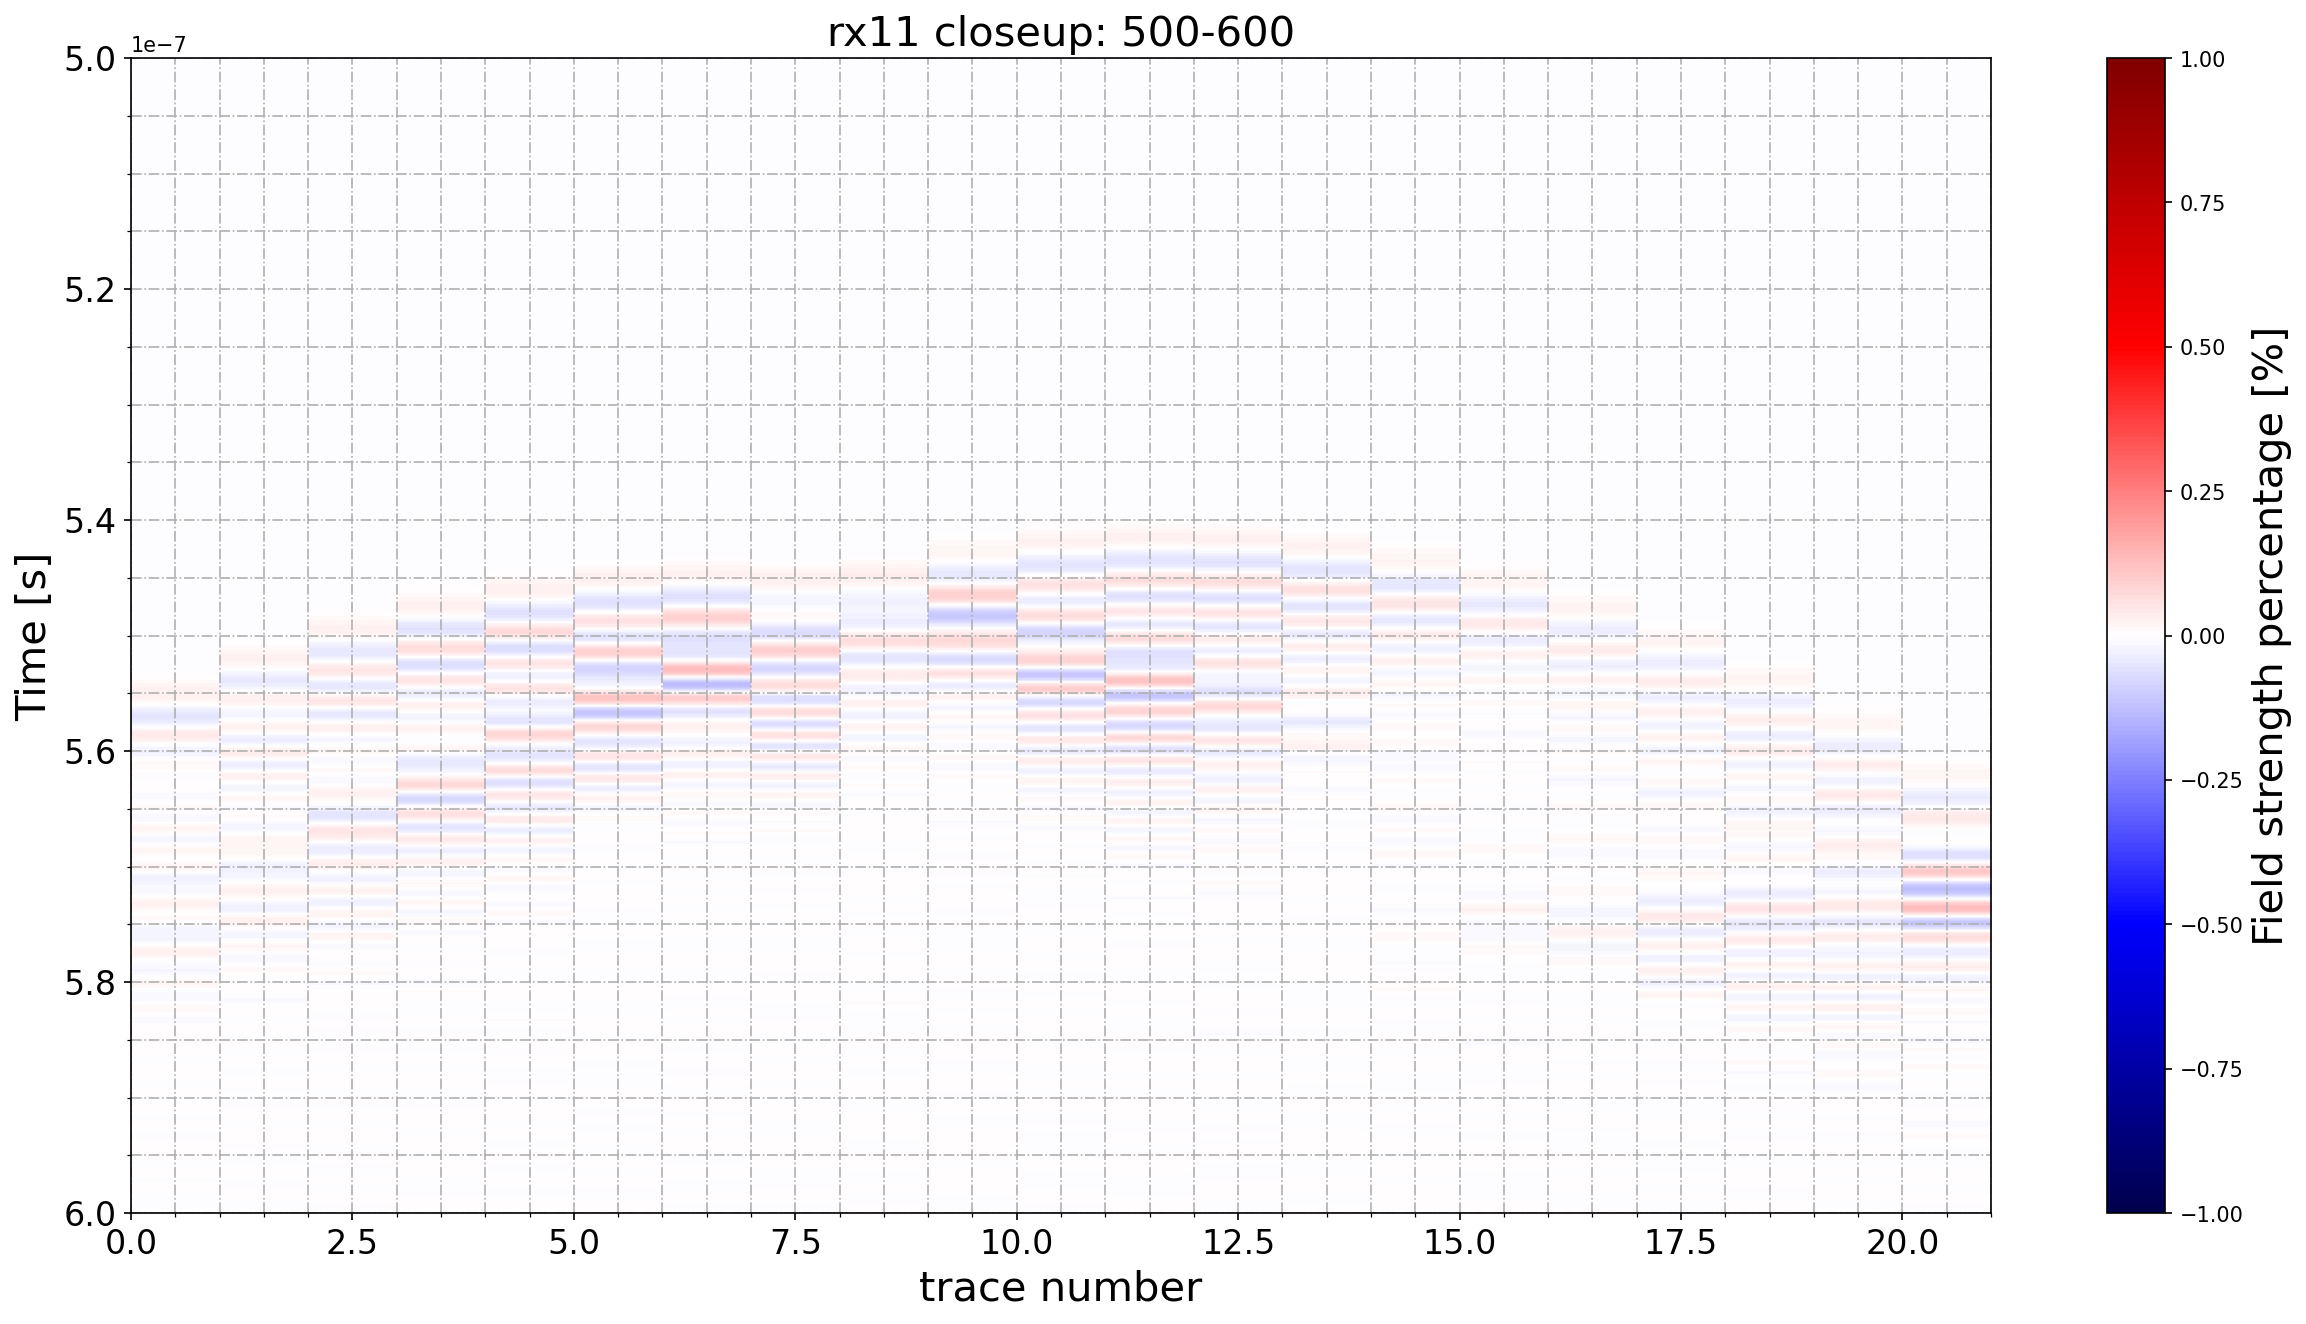 rx11 closeup: 500-600
1e−7
5.0
5.2
5.4
5.6
5.8
6.0
Time [s]
0.0 2.5 5.0 7.5 10.0 12.5 15.0 17.5 20.0
trace number
1.00
0.75
0.50
0.25
0.00
−0.25
−0.50
−0.75
−1.00
Field strength percentage [%]